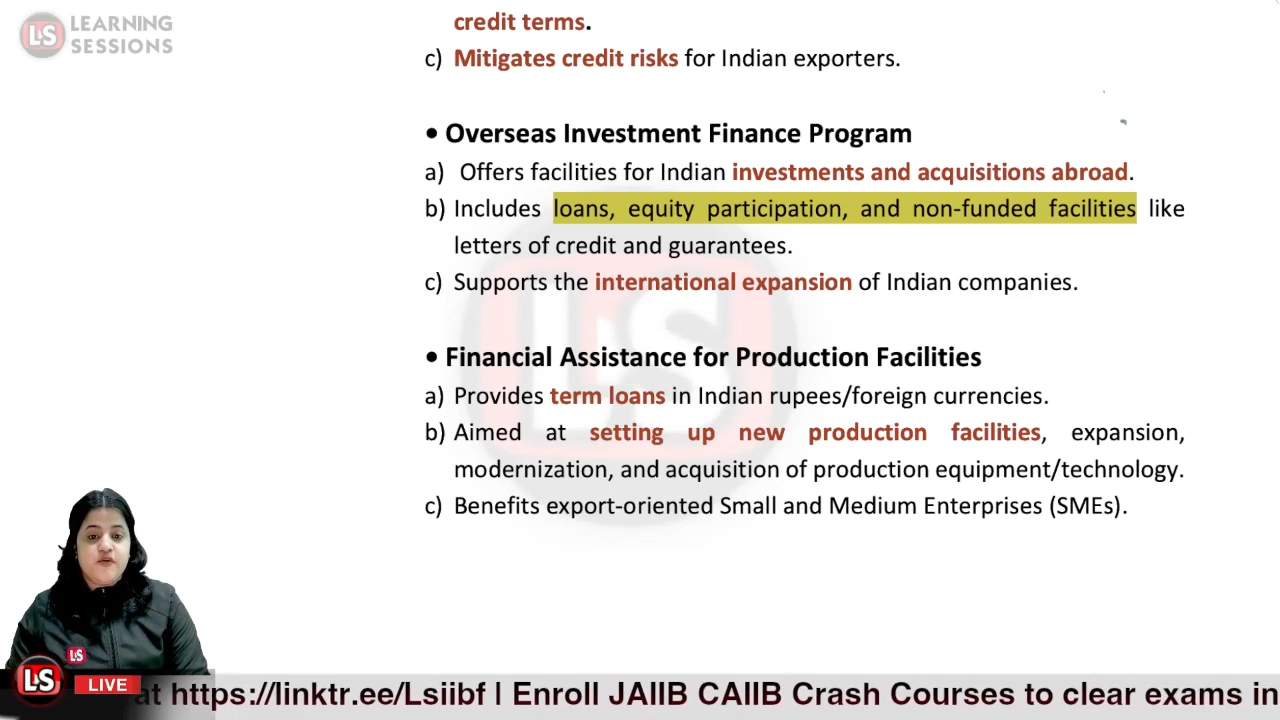 LEARNING
SESSIONS
LS
credit terms.
c) Mitigates credit risks for Indian exporters.
• Overseas Investment Finance Program
a) Offers facilities for Indian investments and acquisitions abroad.
b) Includes loans, equity participation, and non-funded facilities like
letters of credit and guarantees.
c) Supports the international expansion of Indian companies.
• Financial Assistance for Production Facilities
a) Provides term loans in Indian rupees/foreign currencies.
b) Aimed at setting up new production facilities, expansion,
modernization, and acquisition of production equipment/technology.
c) Benefits export-oriented Small and Medium Enterprises (SMEs).
LS
LS
LS
LIVE
at https://linktr.ee/Lsiibf | Enroll JAIIB CAIIB Crash Courses to clear exams in